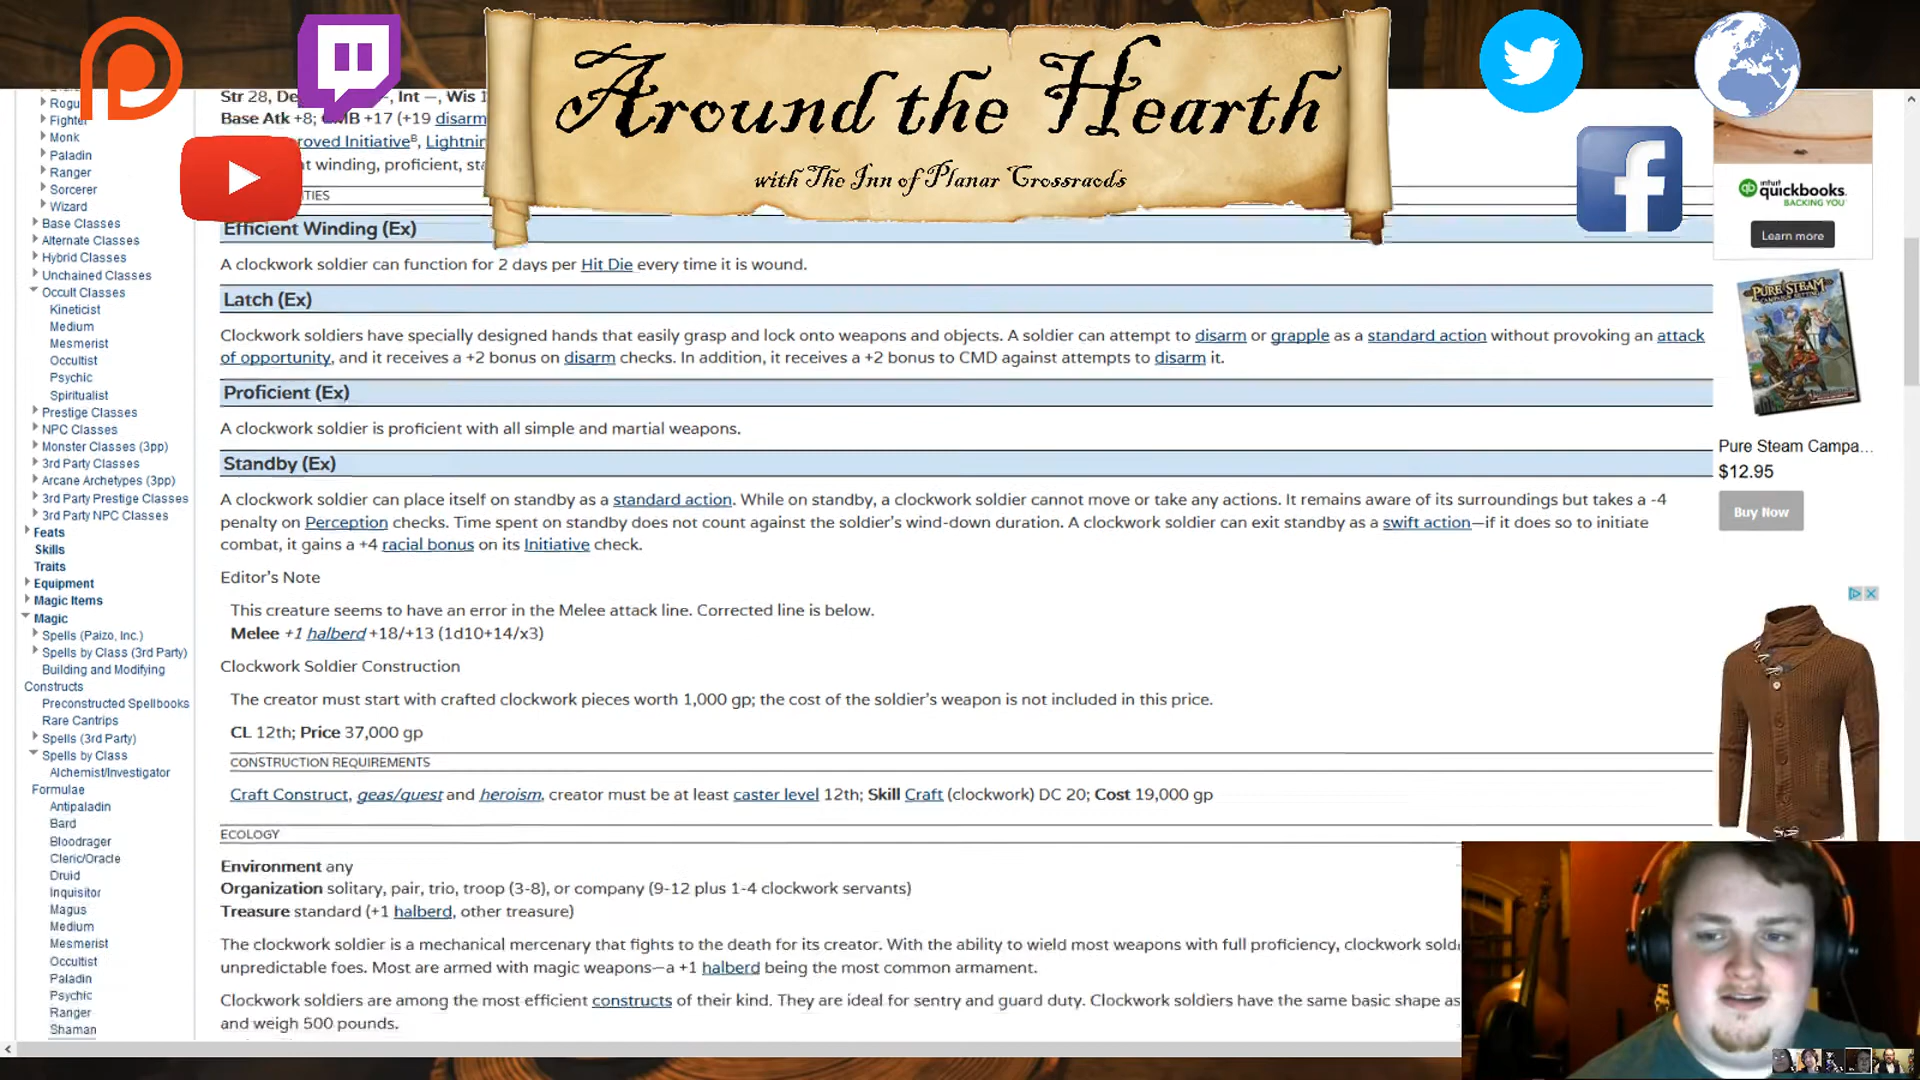 Around the Hearth
with The Inn of Planar Crossraods
Fighter
Monk
Paladin
Ranger
Sorcerer
Wizard
Base Classes
Alternate Classes
Hybrid Classes
Unchained Classes
Occult Classes
Kineticist
Medium
Mesmerist
Occultist
Psychic
Spiritualist
Prestige Classes
NPC Classes
Monster Classes (3pp)
3rd Party Classes
Arcane Archetypes (3pp)
3rd Party Prestige Classes
3rd Party NPC Classes
Feats
Skills
Traits
Equipment
Magic Items
Magic
Spells (Paizo, Inc.)
Spells by Class (3rd Party)
Building and Modifying
Constructs
Preconstructed Spellbooks
Rare Cantrips
Spells (3rd Party)
Spells by Class
Alchemist/Investigator
Formulae
Antipaladin
Bard
Bloodrager
Cleric/Oracle
Druid
Inquisitor
Magus
Medium
Mesmerist
Occultist
Paladin
Psychic
Ranger
Shaman
Str 28, Int —, Wis
Base Atk +8; +17 (+19 disarm
Improved Initiative
winding, proficient,
Efficient Winding (Ex)
A clockwork soldier can function for 2 days per Hit Die every time it is wound.
Latch (Ex)
Clockwork soldiers have specially designed hands that easily grasp and lock onto weapons and objects. A soldier can attempt to disarm or grapple as a standard action without provoking an attack
of opportunity, and it receives a +2 bonus on disarm checks. In addition, it receives a +2 bonus to CMD against attempts to disarm it.
Proficient (Ex)
A clockwork soldier is proficient with all simple and martial weapons.
Standby (Ex)
A clockwork soldier can place itself on standby as a standard action. While on standby, a clockwork soldier cannot move or take any actions. It remains aware of its surroundings but takes a -4
penalty on Perception checks. Time spent on standby does not count against the soldier's wind-down duration. A clockwork soldier can exit standby as a swift action—if it does so to initiate
combat, it gains a +4 racial bonus on its Initiative check.
Editor's Note
This creature seems to have an error in the Melee attack line. Corrected line is below.
Melee +1 halberd +18/+13 (1d10+14/x3)
Clockwork Soldier Construction
The creator must start with crafted clockwork pieces worth 1,000 gp; the cost of the soldier's weapon is not included in this price.
CL 12th; Price 37,000 gp
CONSTRUCTION REQUIREMENTS
Craft Construct, geas/quest and heroism, creator must be at least caster level 12th; Skill Craft (clockwork) DC 20; Cost 19,000 gp
ECOLOGY
Environment any
Organization solitary, pair, trio, troop (3-8), or company (9-12 plus 1-4 clockwork servants)
Treasure standard (+1 halberd, other treasure)
The clockwork soldier is a mechanical mercenary that fights to the death for its creator. With the ability to wield most weapons with full proficiency, clockwork
unpredictable foes. Most are armed with magic weapons—a +1 halberd being the most common armament.
Clockwork soldiers are among the most efficient constructs of their kind. They are ideal for sentry and guard duty. Clockwork soldiers have the same basic shape as
and weigh 500 pounds.
intuit
qb quickbooks.
BACKING YOU
Learn more
PURE STEAM
Pure Steam Campa...
$12.95
Buy Now